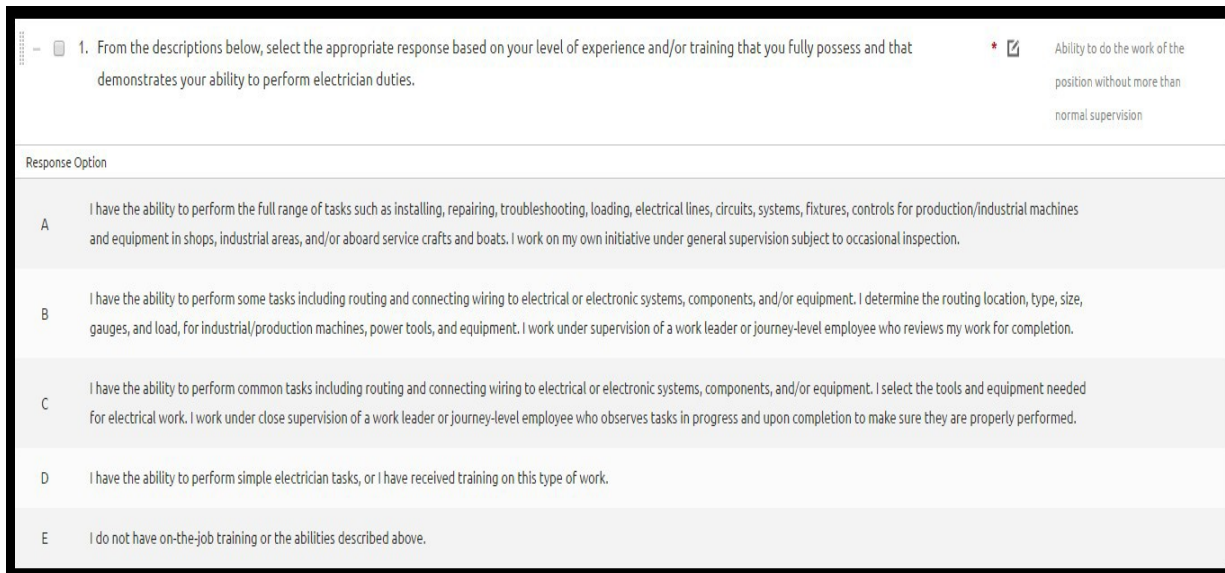 1. From the descriptions below, select the appropriate response based on your level of experience and/or training that you fully possess and that
demonstrates your ability to perform electrician duties.
*
Ability to do the work of the
position without more than
normal supervision
Response Option
A
I have the ability to perform the full range of tasks such as installing, repairing, troubleshooting, loading, electrical lines, circuits, systems, fixtures, controls for production/industrial machines
and equipment in shops, industrial areas, and/or aboard service crafts and boats. I work on my own initiative under general supervision subject to occasional inspection.
B
I have the ability to perform some tasks including routing and connecting wiring to electrical or electronic systems, components, and/or equipment. I determine the routing location, type, size,
gauges, and load, for industrial/production machines, power tools, and equipment. I work under supervision of a work leader or journey-level employee who reviews my work for completion.
C
I have the ability to perform common tasks including routing and connecting wiring to electrical or electronic systems, components, and/or equipment. I select the tools and equipment needed
for electrical work. I work under close supervision of a work leader or journey-level employee who observes tasks in progress and upon completion to make sure they are properly performed.
D
I have the ability to perform simple electrician tasks, or I have received training on this type of work.
E
I do not have on-the-job training or the abilities described above.